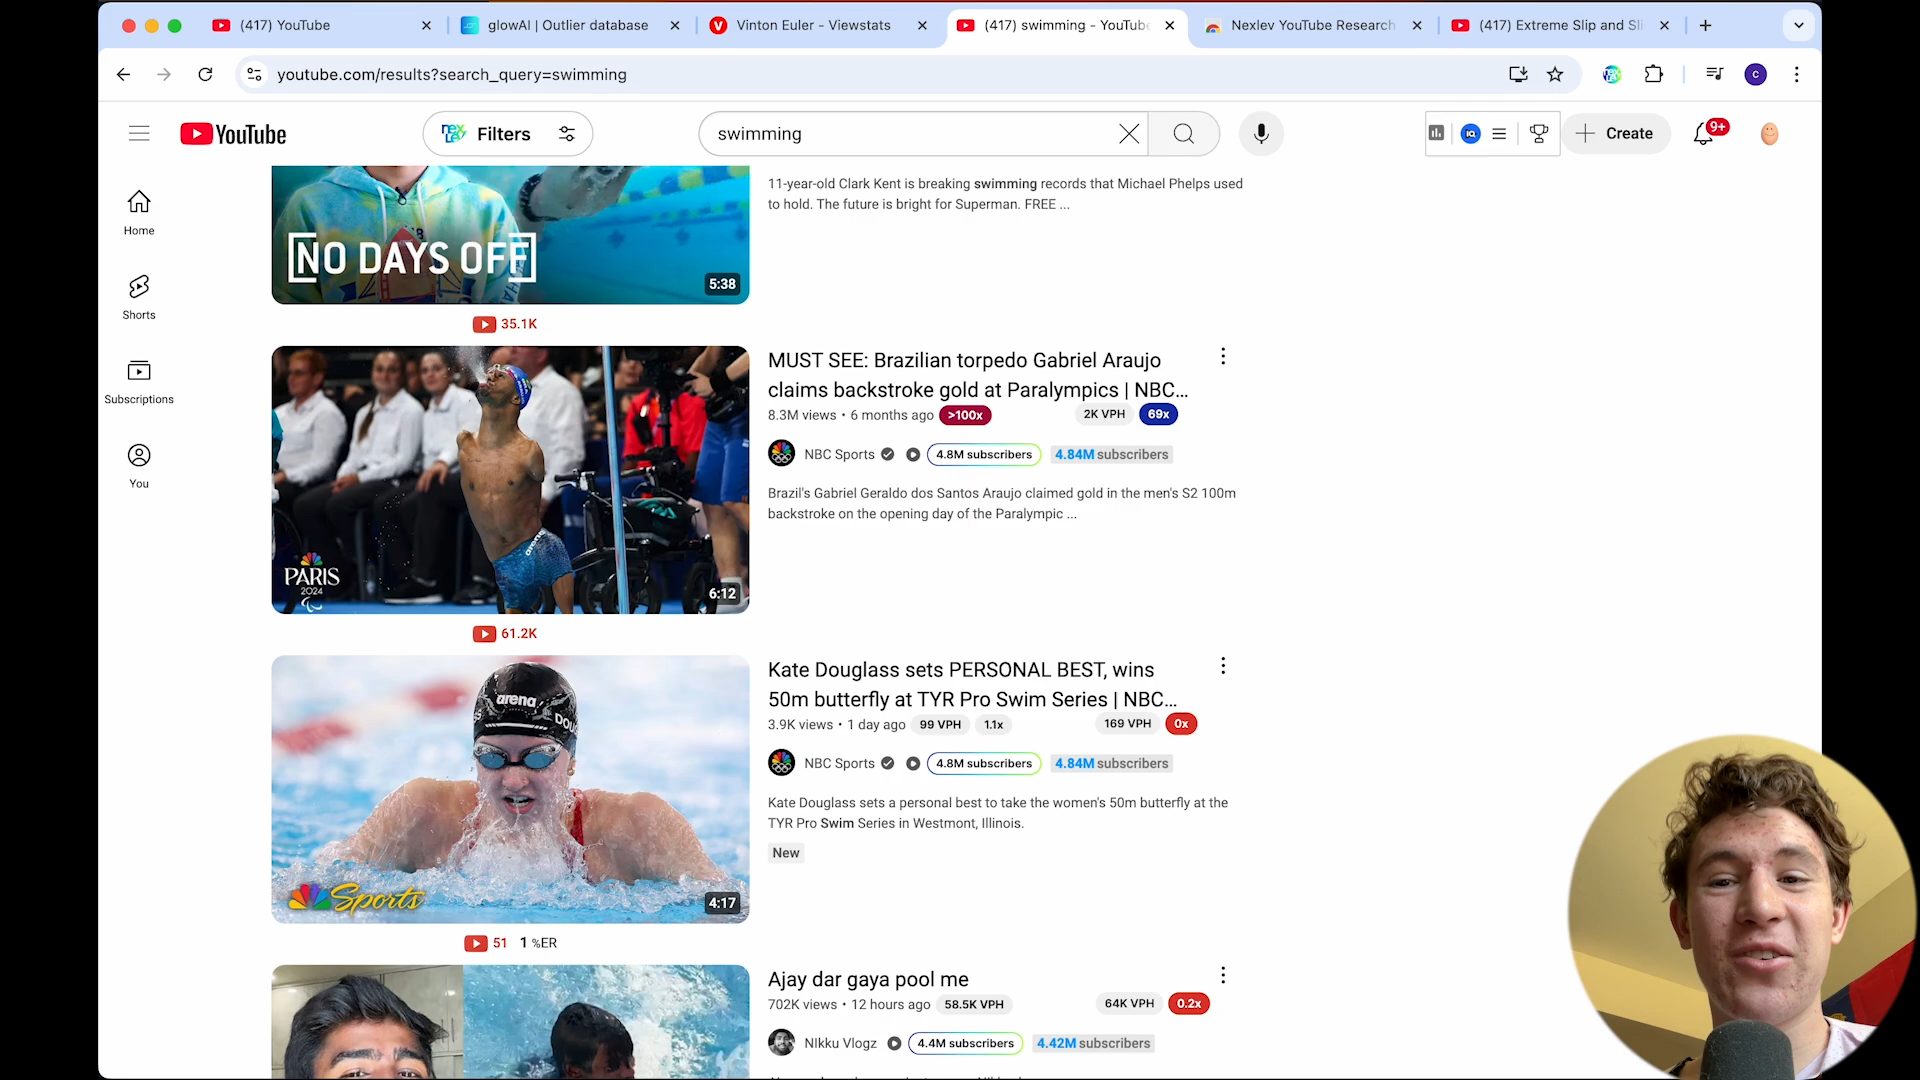 (417) YouTube
glowAI | Outlier database
Vinton Euler - Viewstats
(417) swimming - YouTube
Nexlev YouTube Research
(417) Extreme Slip and Sli
youtube.com/results?search_query=swimming
C
YouTube
nexlev
Filters
swimming
IQ
Create
9+
Home
Shorts
Subscriptions
You
NO DAYS OFF
5:38
11-year-old Clark Kent is breaking swimming records that Michael Phelps used
to hold. The future is bright for Superman. FREE ...
35.1K
PARIS
2024
6:12
MUST SEE: Brazilian torpedo Gabriel Araujo
claims backstroke gold at Paralympics | NBC...
8.3M views • 6 months ago >100x 2K VPH 69x
NBC Sports 4.8M subscribers 4.84M subscribers
Brazil's Gabriel Geraldo dos Santos Araujo claimed gold in the men's S2 100m
backstroke on the opening day of the Paralympic ...
61.2K
arena
DOU
Sports
4:17
Kate Douglass sets PERSONAL BEST, wins
50m butterfly at TYR Pro Swim Series | NBC...
3.9K views • 1 day ago 99 VPH 1.1x 169 VPH 0x
NBC Sports 4.8M subscribers 4.84M subscribers
Kate Douglass sets a personal best to take the women's 50m butterfly at the
TYR Pro Swim Series in Westmont, Illinois.
New
51 1 %ER
Ajay dar gaya pool me
702K views • 12 hours ago 58.5K VPH 64K VPH 0.2x
NIkku Vlogz 4.4M subscribers 4.42M subscribers